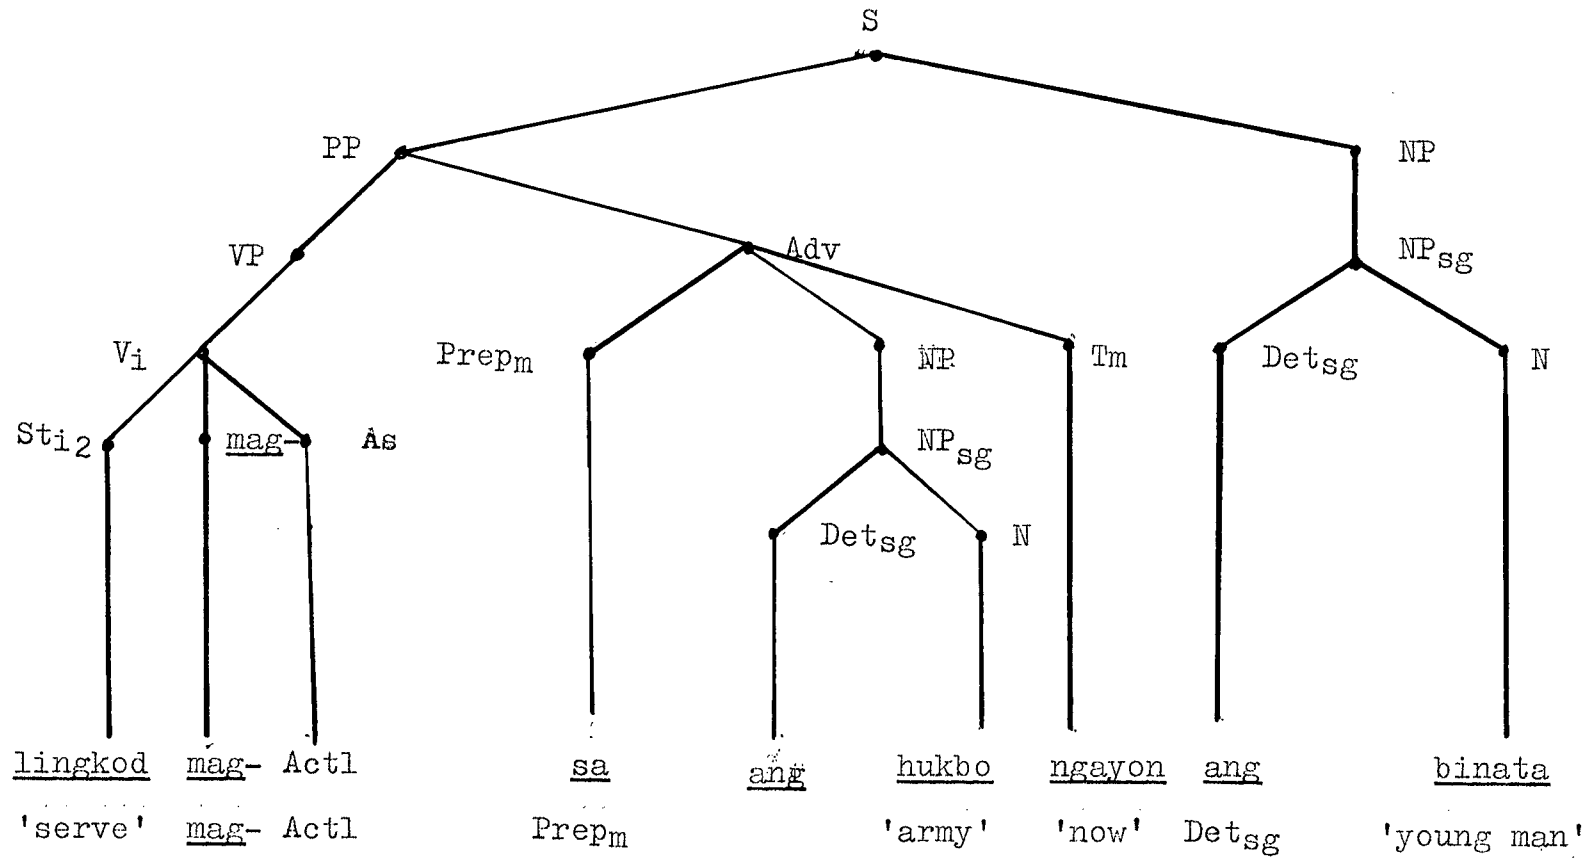 S
PP NP
VP Adv NPsg
Vi Prepm NP Tm Detsg N
Sti2 mag- As NPsg
Detsg N
lingkod mag- Actl sa ang hukbo ngayon ang binata
'serve' mag- Actl Prepm 'army' 'now' Detsg 'young man'